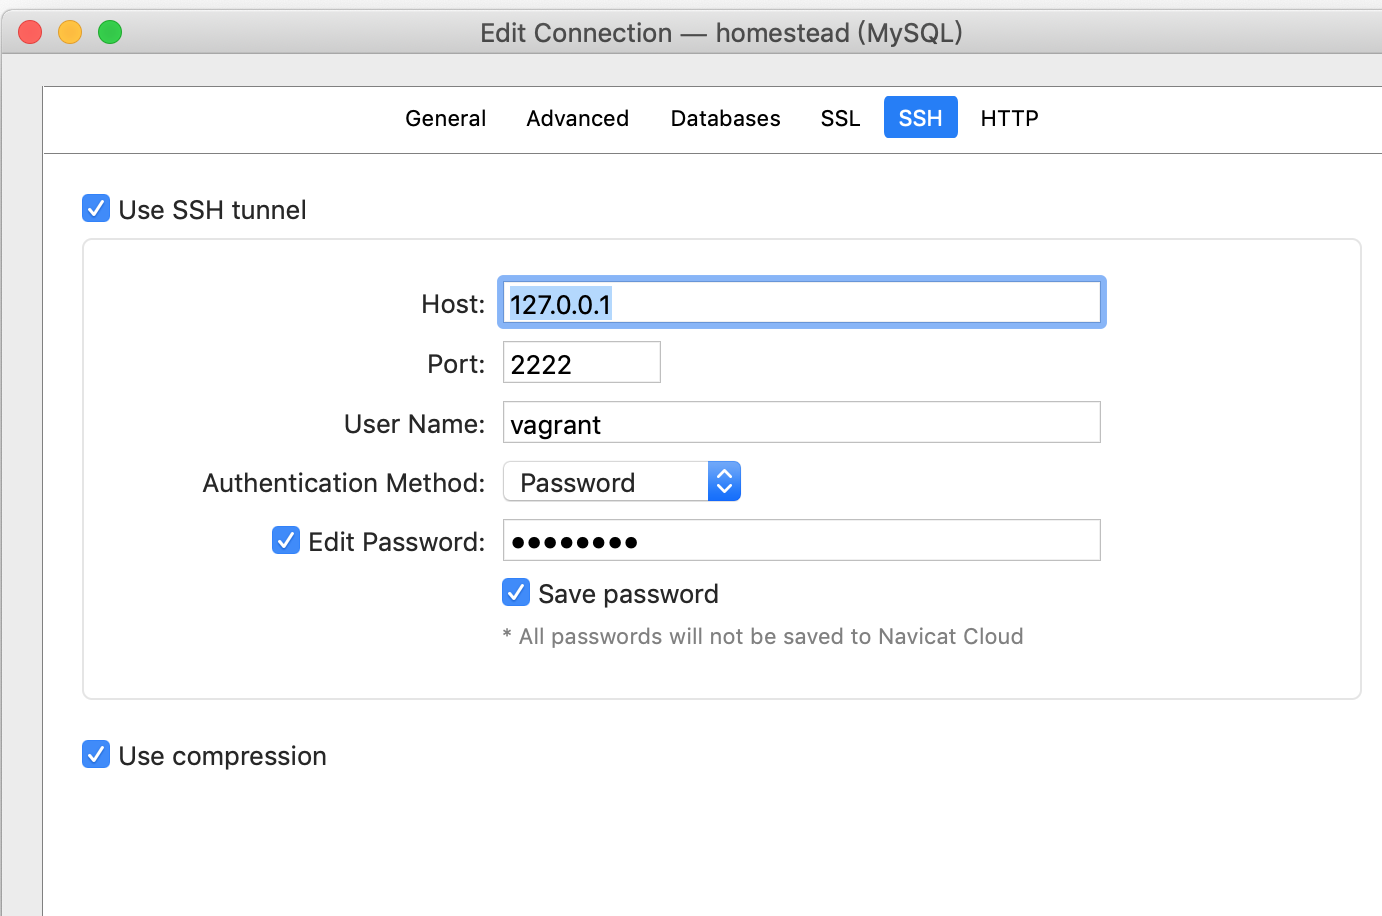 Edit Connection — homestead (MySQL)
General Advanced Databases SSL SSH HTTP
Use SSH tunnel
Host: 127.0.0.1
Port: 2222
User Name: vagrant
Authentication Method: Password
Edit Password: ●●●●●●●●
Save password
* All passwords will not be saved to Navicat Cloud
Use compression